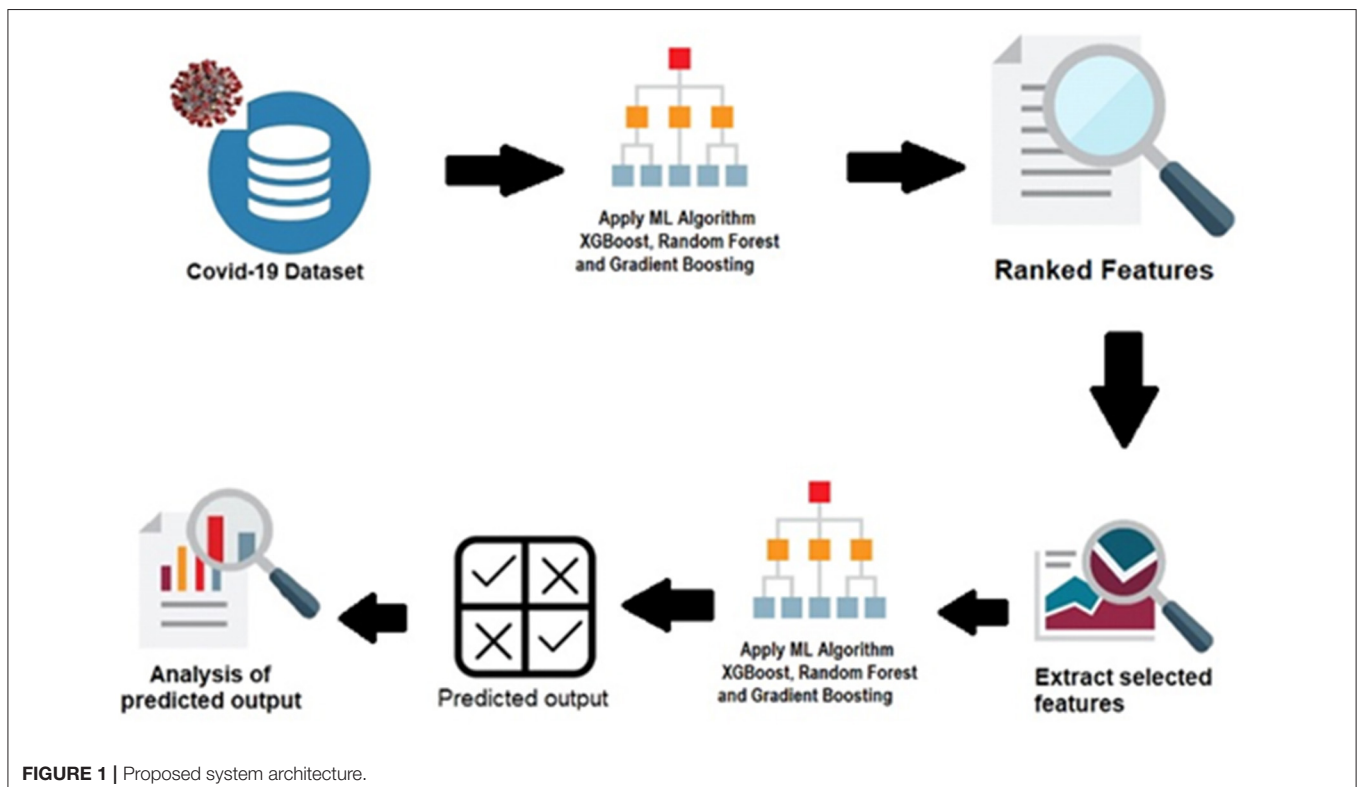 Covid-19 Dataset
Apply ML Algorithm
XGBoost, Random Forest
and Gradient Boosting
Ranked Features
Extract selected
features
Apply ML Algorithm
XGBoost, Random Forest
and Gradient Boosting
Predicted output
Analysis of
predicted output
FIGURE 1 | Proposed system architecture.